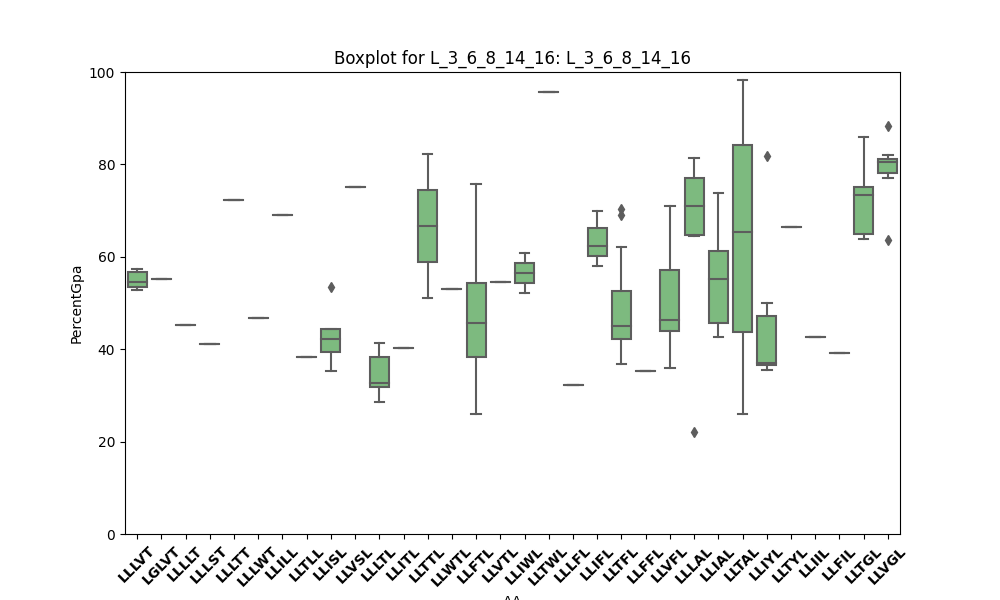 Boxplot for L_3_6_8_14_16: L_3_6_8_14_16
100
80
60
40
20
0
PercentGpa
LLLVT LGLVT LLLLT LLLST LLLTT LLLWT LLILL LLTLL LLISL LLVSL LLLTL LLITL LLTTL LLWTL LLFTL LLVTL LLIWL LLTWL LLLFL LLIFL LLTFL LLFFL LLVFL LLLAL LLIAL LLTAL LLIYL LLTYL LLIIL LLFIL LLTGL LLVGL
AA